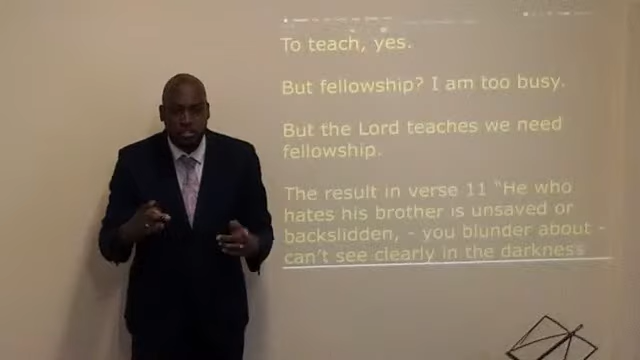 To teach, yes.
But fellowship? I am too busy.
But the Lord teaches we need
fellowship.
The result in verse 11 "He who
hates his brother is unsaved or
backslidden, - you blunder about -
can't see clearly in the darkness